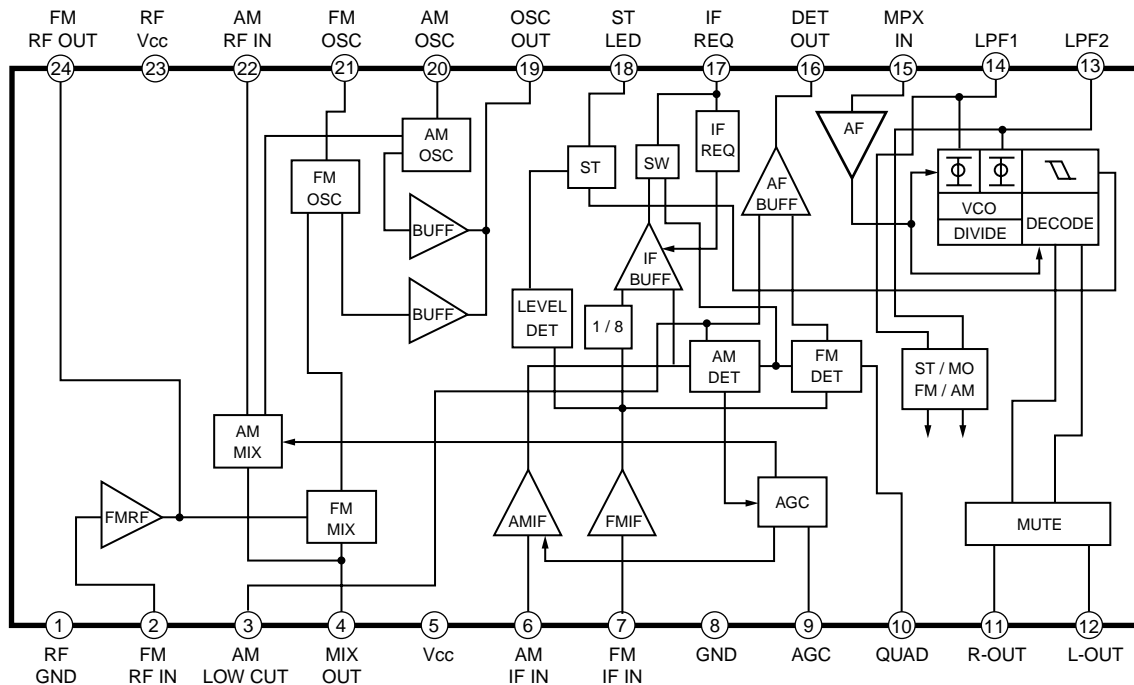 FM
RF OUT
RF
Vcc
AM
RF IN
FM
OSC
AM
OSC
OSC
OUT
ST
LED
IF
REQ
DET
OUT
MPX
IN
LPF1
LPF2
24
23
22
21
20
19
18
17
16
15
14
13
AM
OSC
FM
OSC
BUFF
BUFF
ST
SW
IF
REQ
AF
BUFF
AF
VCO
DIVIDE
DECODE
IF
BUFF
LEVEL
DET
1 / 8
AM
DET
FM
DET
ST / MO
FM / AM
AM
MIX
FMRF
FM
MIX
AMIF
FMIF
AGC
MUTE
1
2
3
4
5
6
7
8
9
10
11
12
RF
GND
FM
RF IN
AM
LOW CUT
MIX
OUT
Vcc
AM
IF IN
FM
IF IN
GND
AGC
QUAD
R-OUT
L-OUT